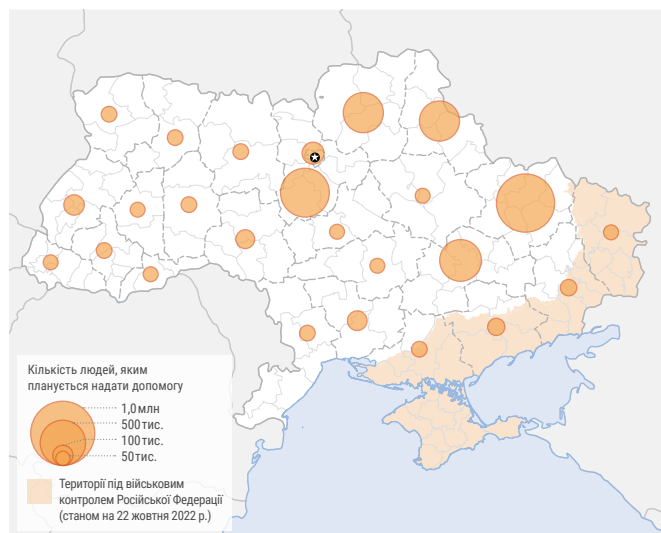 Кількість людей, яким
планується надати допомогу
1,0 млн
500 тис.
100 тис.
50 тис.
Території під військовим
контролем Російської Федерації
(станом на 22 жовтня 2022 р.)